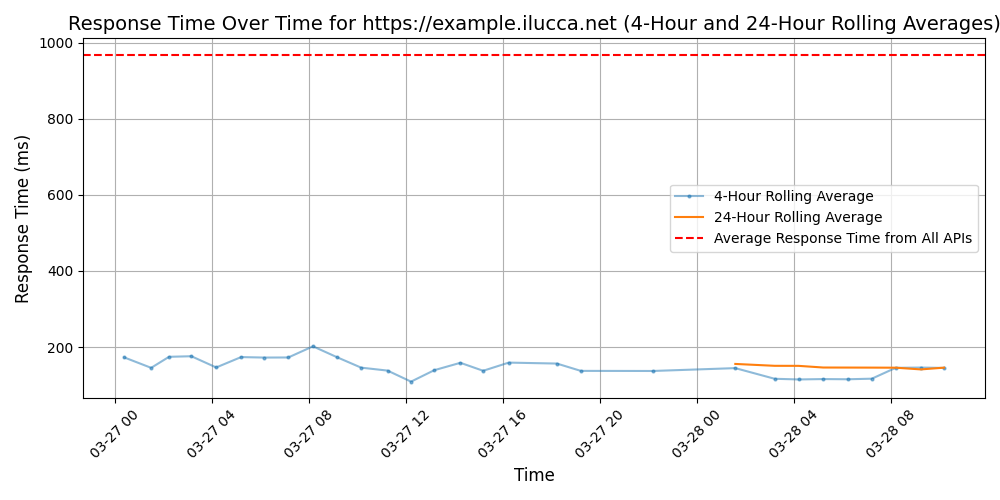 Response Time Over Time for https://example.ilucca.net (4-Hour and 24-Hour Rolling Averages)
Response Time (ms)
1000
800
600
400
200
4-Hour Rolling Average
24-Hour Rolling Average
Average Response Time from All APIs
03-27 00
03-27 04
03-27 08
03-27 12
03-27 16
03-27 20
03-28 00
03-28 04
03-28 08
Time